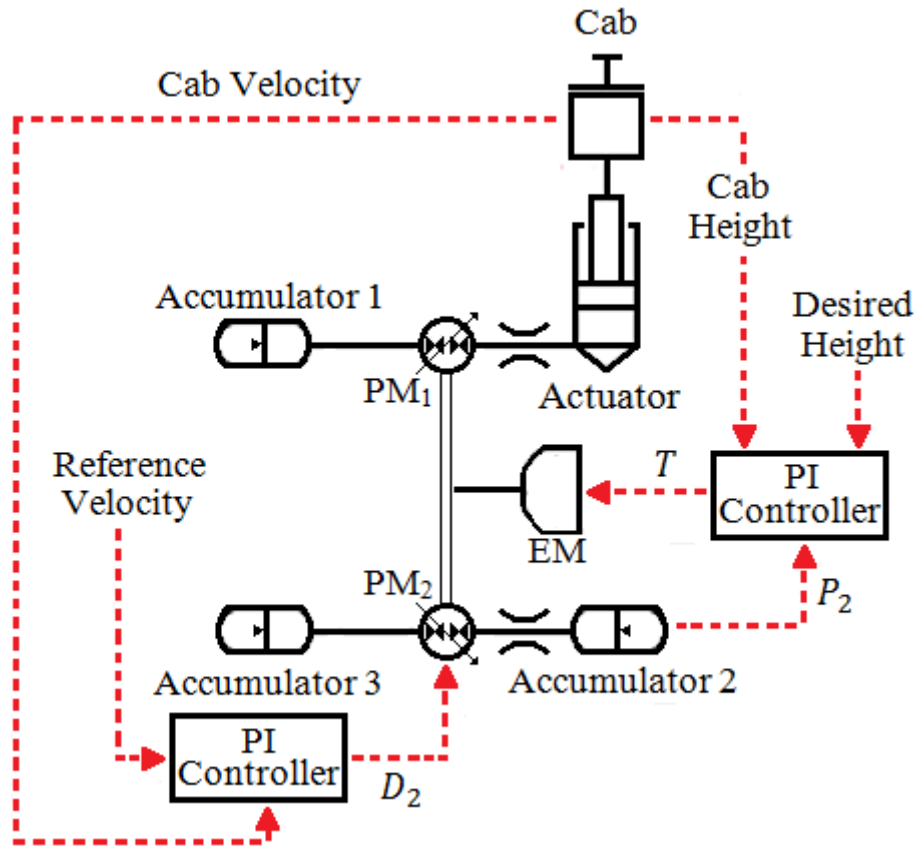 Cab
Cab Velocity
Cab
Height
Accumulator 1
Desired
Height
PM₁
Actuator
Reference
Velocity
T
PI
Controller
EM
PM₂
P₂
Accumulator 3
Accumulator 2
PI
Controller
D₂